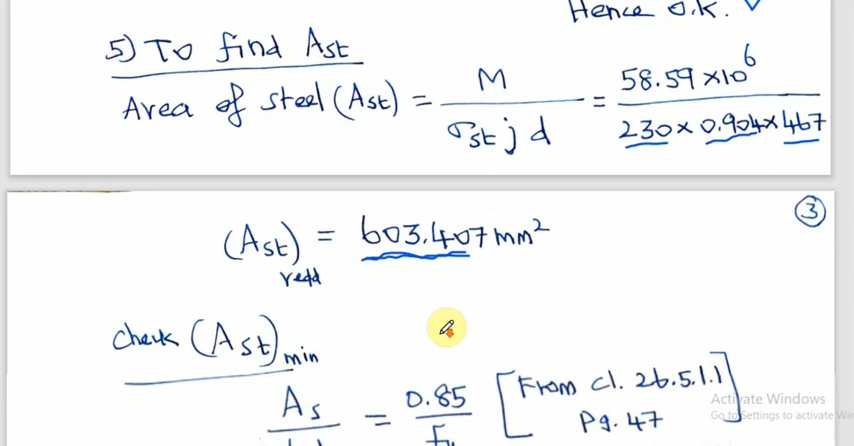 Hence O.K. ✓
5) To find Ast
Area of steel (Ast) = M / σst j d = 58.59 × 10^6 / 230 × 0.904 × 467
③
(Ast) redd = 603.407 mm²
Check (Ast) min
As / = 0.85 / [From cl. 26.5.1.1]
Pg. 47
Activate Windows
Go to Settings to activate Win